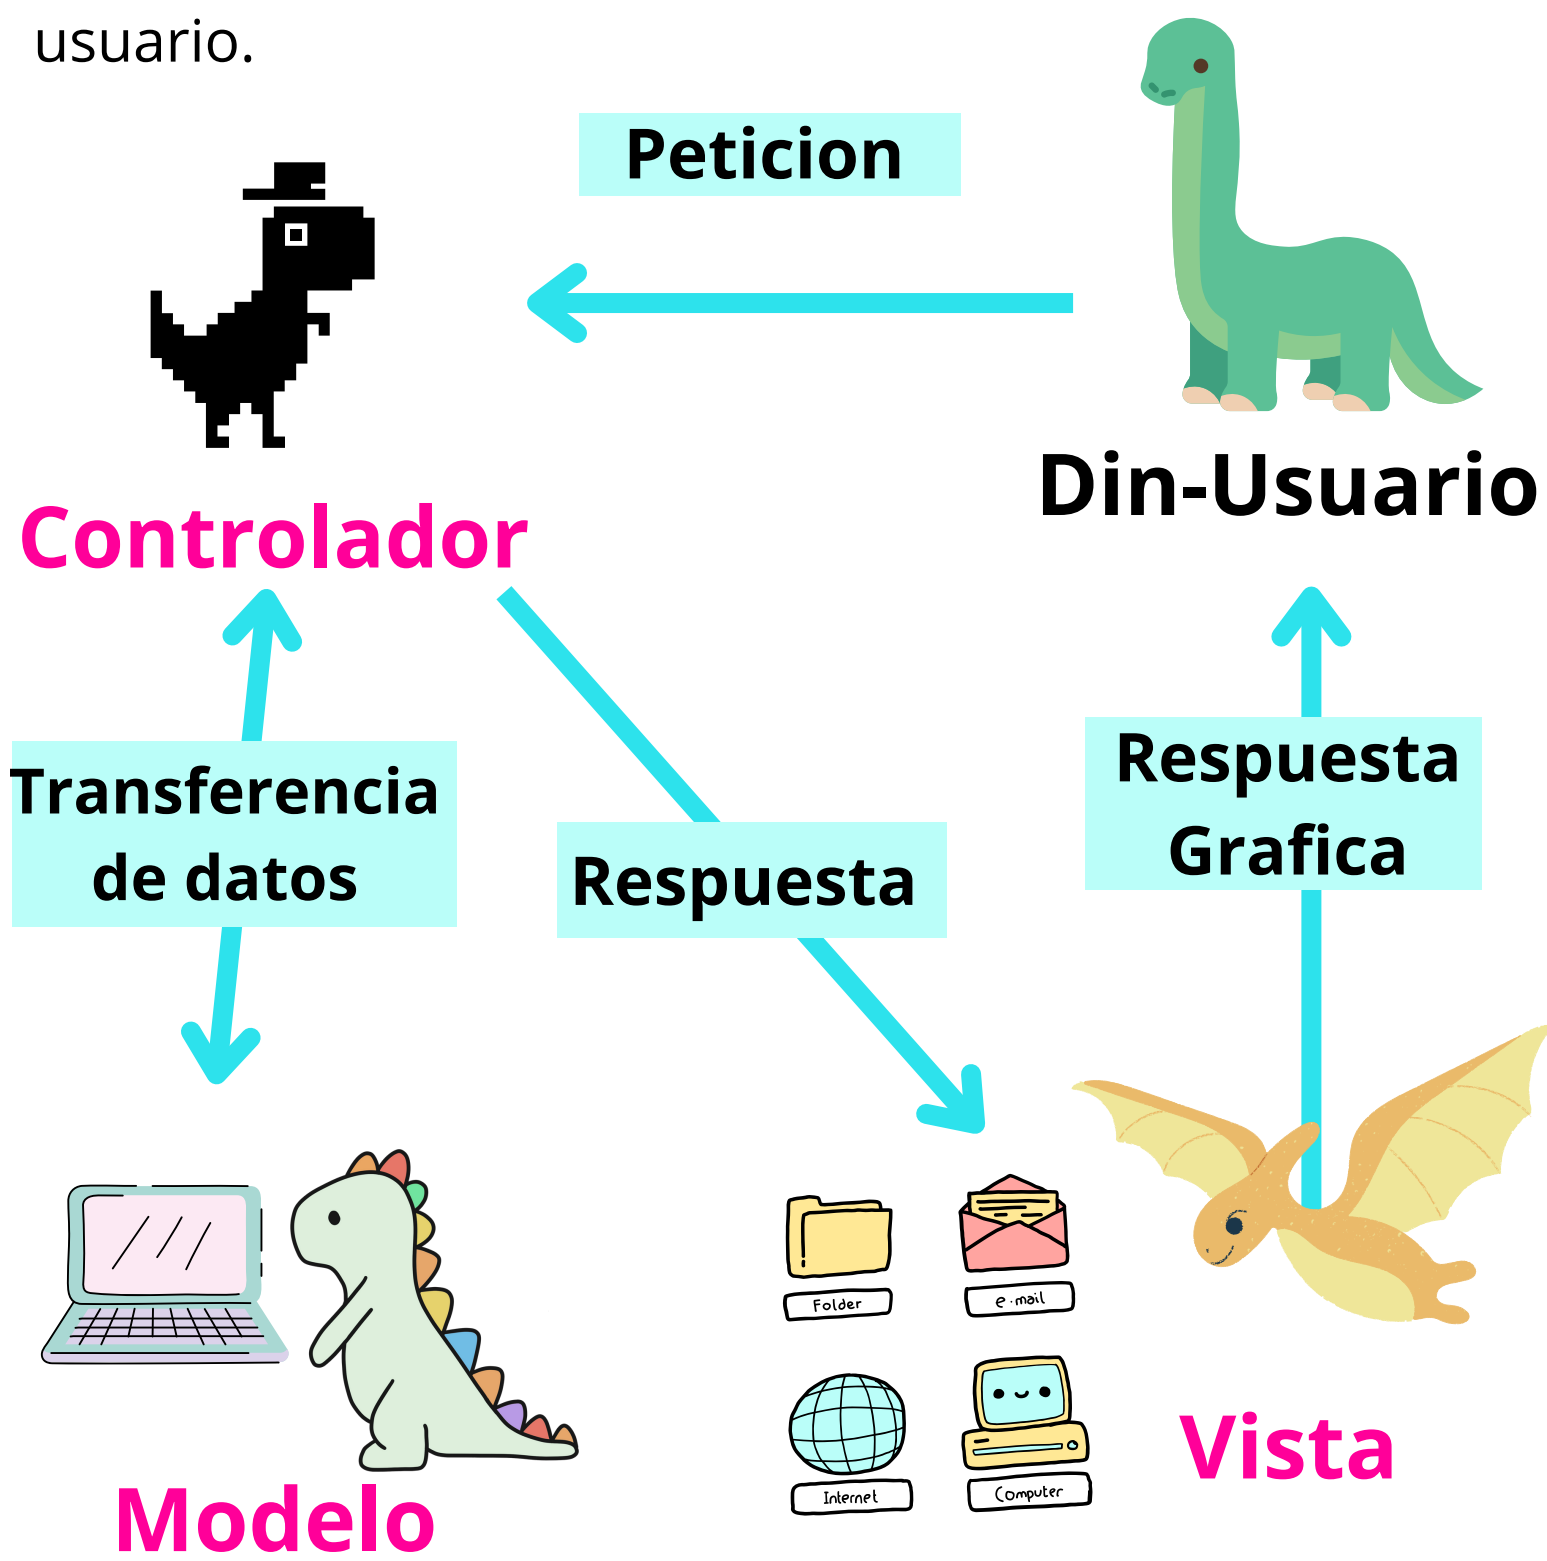 usuario.
Peticion
Din-Usuario
Controlador
Transferencia
de datos
Respuesta
Respuesta
Grafica
Folder
e-mail
Internet
Computer
Vista
Modelo